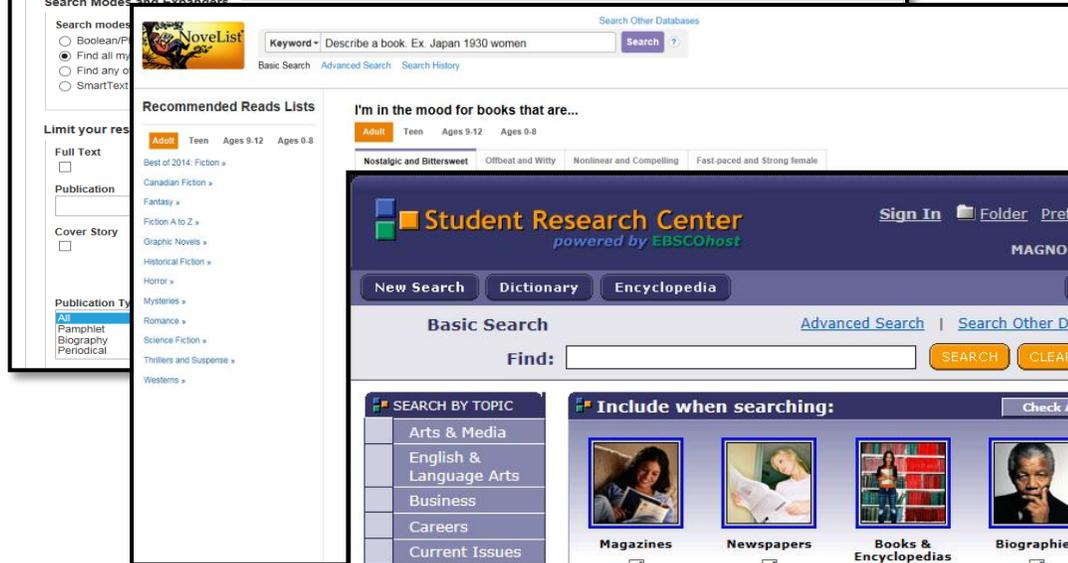 Search Modes and Expanders
Search modes
Boolean/Ph
Find all my
Find any o
SmartText
Limit your res
Full Text
Publication
Cover Story
Publication Ty
All
Pamphlet
Biography
Periodical
NoveList
Search Other Databases
Keyword Describe a book. Ex. Japan 1930 women Search ?
Basic Search Advanced Search Search History
Recommended Reads Lists
Adult Teen Ages 9-12 Ages 0-8
Best of 2014: Fiction »
Canadian Fiction »
Fantasy »
Fiction A to Z »
Graphic Novels »
Historical Fiction »
Horror »
Mysteries »
Romance »
Science Fiction »
Thrillers and Suspense »
Westerns »
I'm in the mood for books that are...
Adult Teen Ages 9-12 Ages 0-8
Nostalgic and Bittersweet Offbeat and Witty Nonlinear and Compelling Fast-paced and Strong female
Student Research Center
powered by EBSCOhost
Sign In Folder Pref
MAGNO
New Search Dictionary Encyclopedia
Basic Search
Advanced Search | Search Other D
Find: SEARCH CLEAR
SEARCH BY TOPIC
Arts & Media
English &
Language Arts
Business
Careers
Current Issues
Include when searching:
Check A
Magazines
Newspapers
Books &
Encyclopedias
Biographie